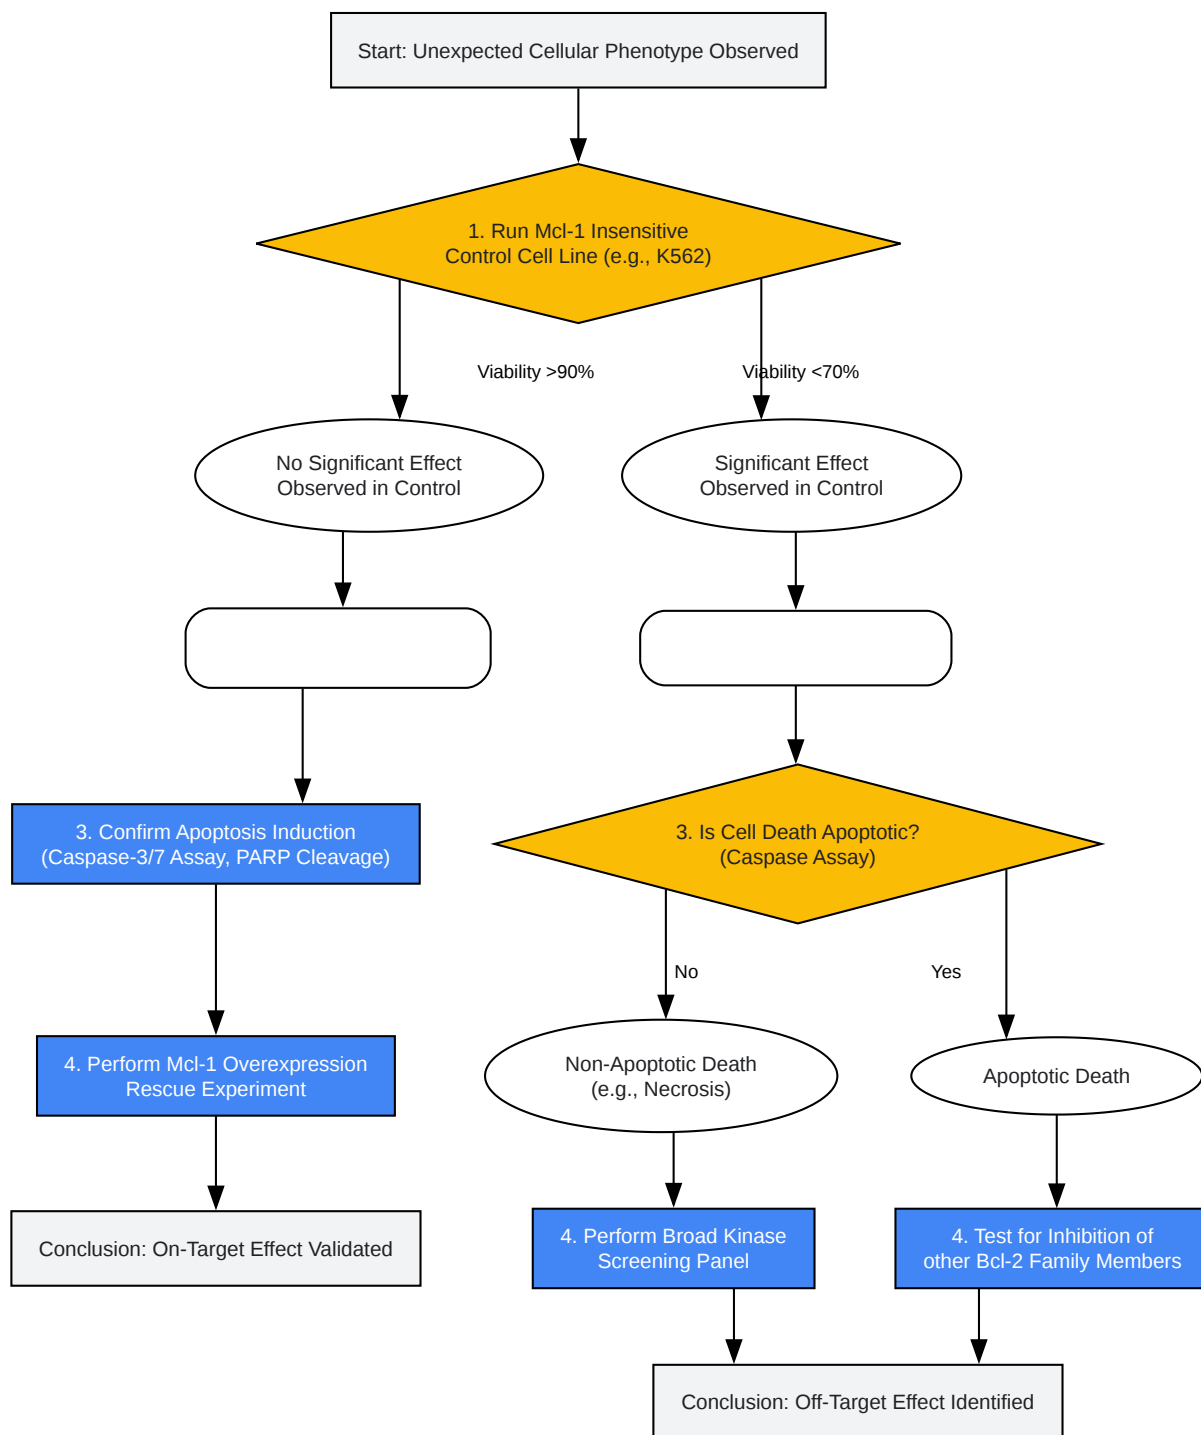 Start: Unexpected Cellular Phenotype Observed
1. Run Mcl-1 Insensitive
Control Cell Line (e.g., K562)
Viability >90%
Viability <70%
No Significant Effect
Observed in Control
Significant Effect
Observed in Control
3. Confirm Apoptosis Induction
(Caspase-3/7 Assay, PARP Cleavage)
3. Is Cell Death Apoptotic?
(Caspase Assay)
No
Yes
4. Perform Mcl-1 Overexpression
Rescue Experiment
Non-Apoptotic Death
(e.g., Necrosis)
Apoptotic Death
Conclusion: On-Target Effect Validated
4. Perform Broad Kinase
Screening Panel
4. Test for Inhibition of
other Bcl-2 Family Members
Conclusion: Off-Target Effect Identified